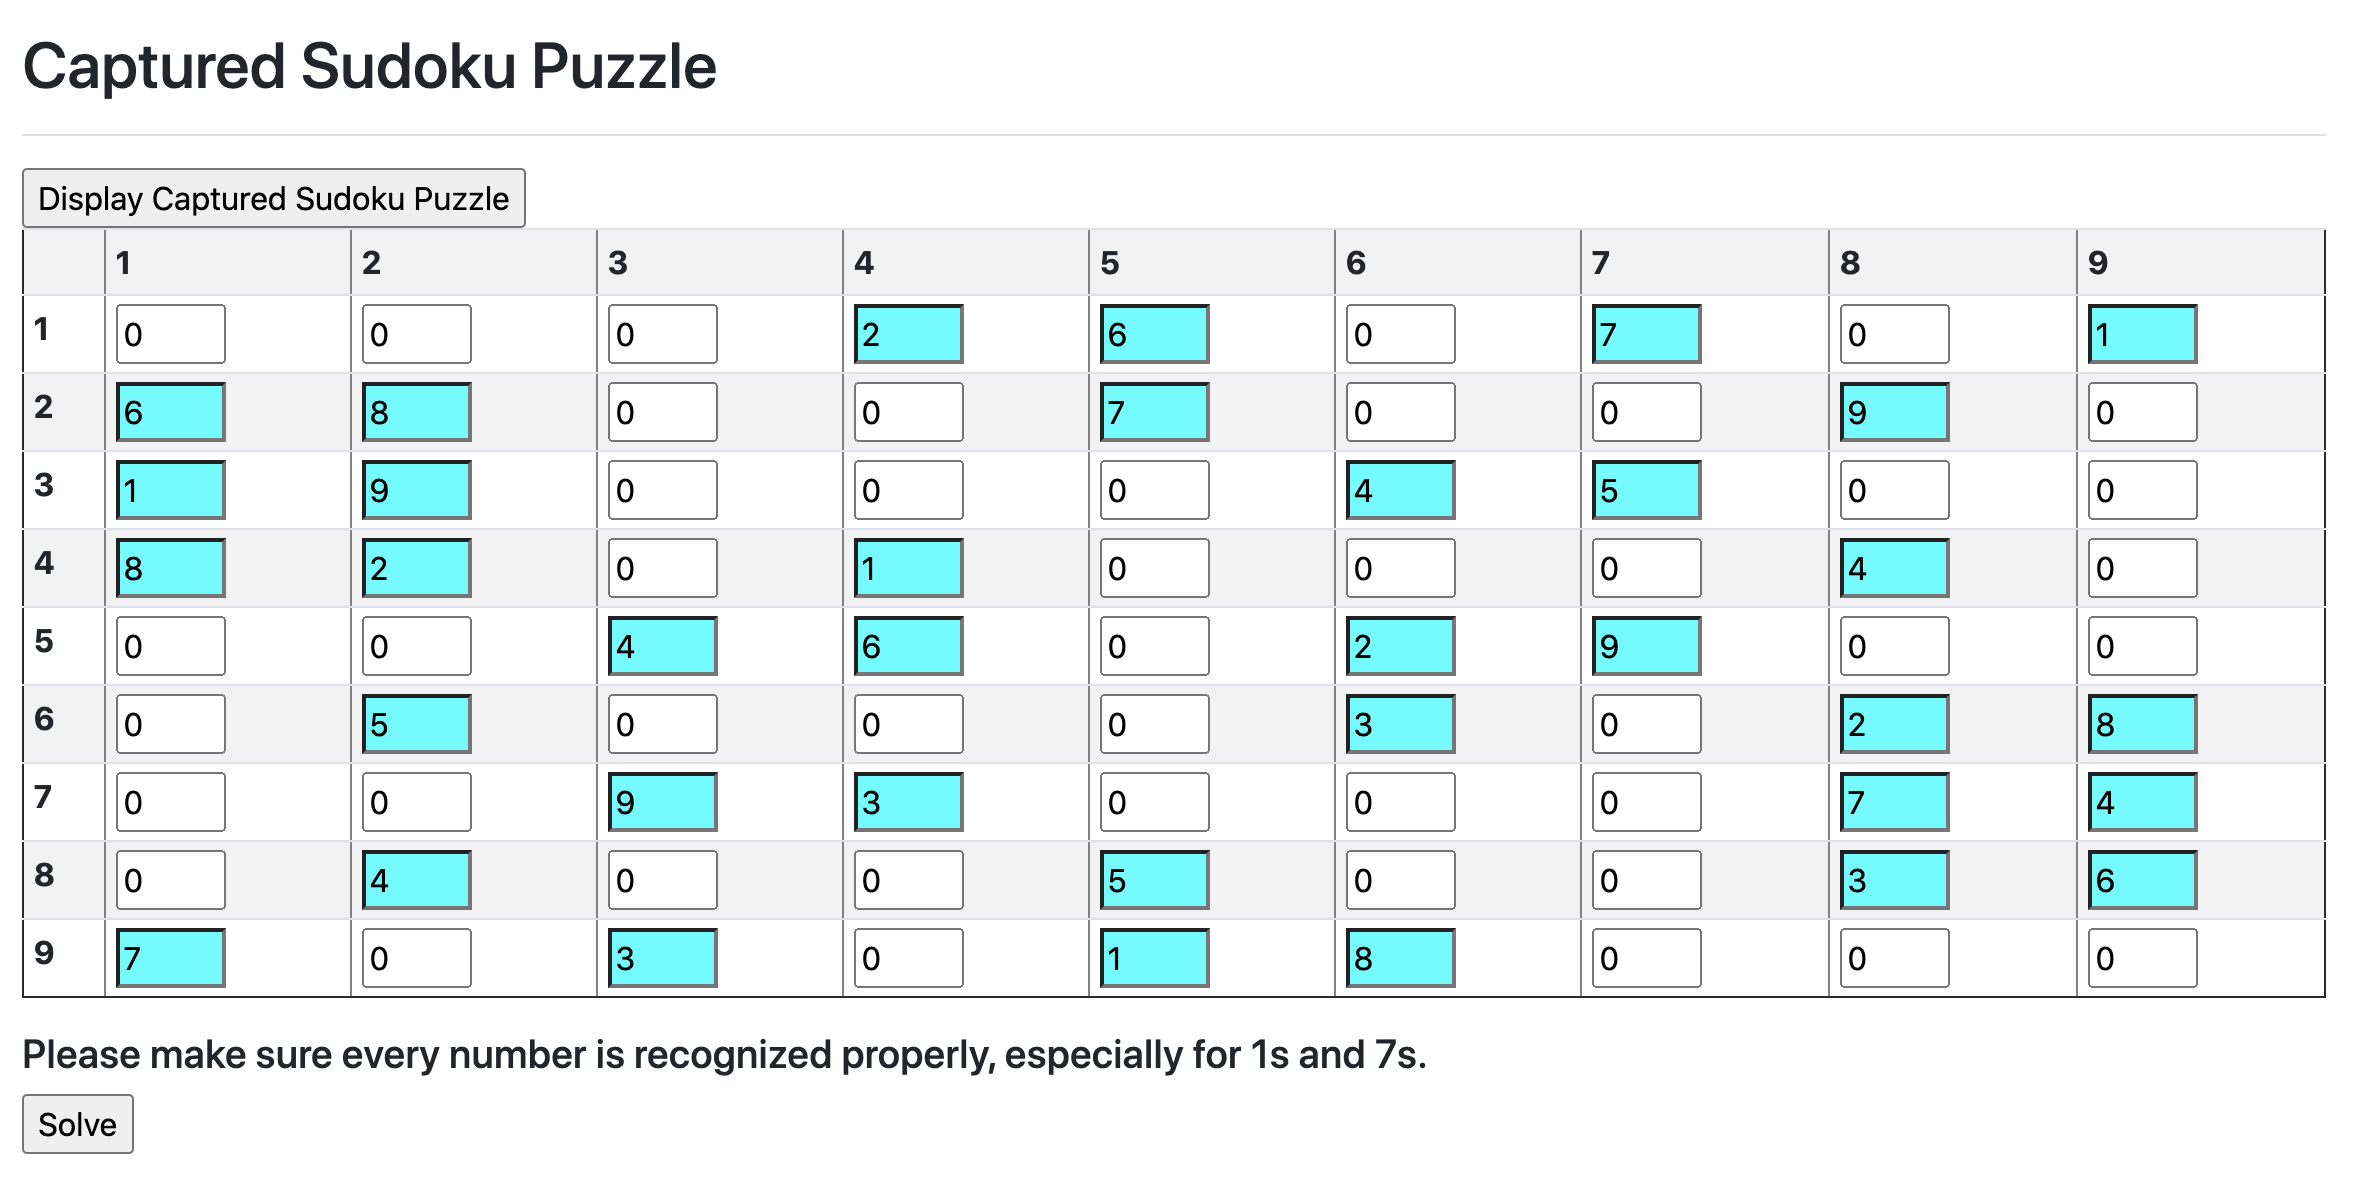 Captured Sudoku Puzzle
Display Captured Sudoku Puzzle
1 2 3 4 5 6 7 8 9
1 0 0 0 2 6 0 7 0 1
2 6 8 0 0 7 0 0 9 0
3 1 9 0 0 0 4 5 0 0
4 8 2 0 1 0 0 0 4 0
5 0 0 4 6 0 2 9 0 0
6 0 5 0 0 0 3 0 2 8
7 0 0 9 3 0 0 0 7 4
8 0 4 0 0 5 0 0 3 6
9 7 0 3 0 1 8 0 0 0
Please make sure every number is recognized properly, especially for 1s and 7s.
Solve